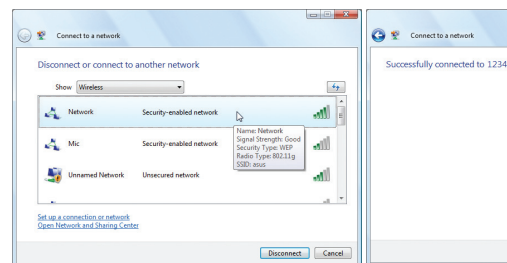 Connect to a network
Disconnect or connect to another network
Show Wireless
Network Security-enabled network
Name: Network
Signal Strength: Good
Security Type: WEP
Radio Type: 802.11g
SSID: asus
Mic Security-enabled network
Unnamed Network Unsecured network
Set up a connection or network
Open Network and Sharing Center
Disconnect Cancel
Connect to a network
Successfully connected to 1234